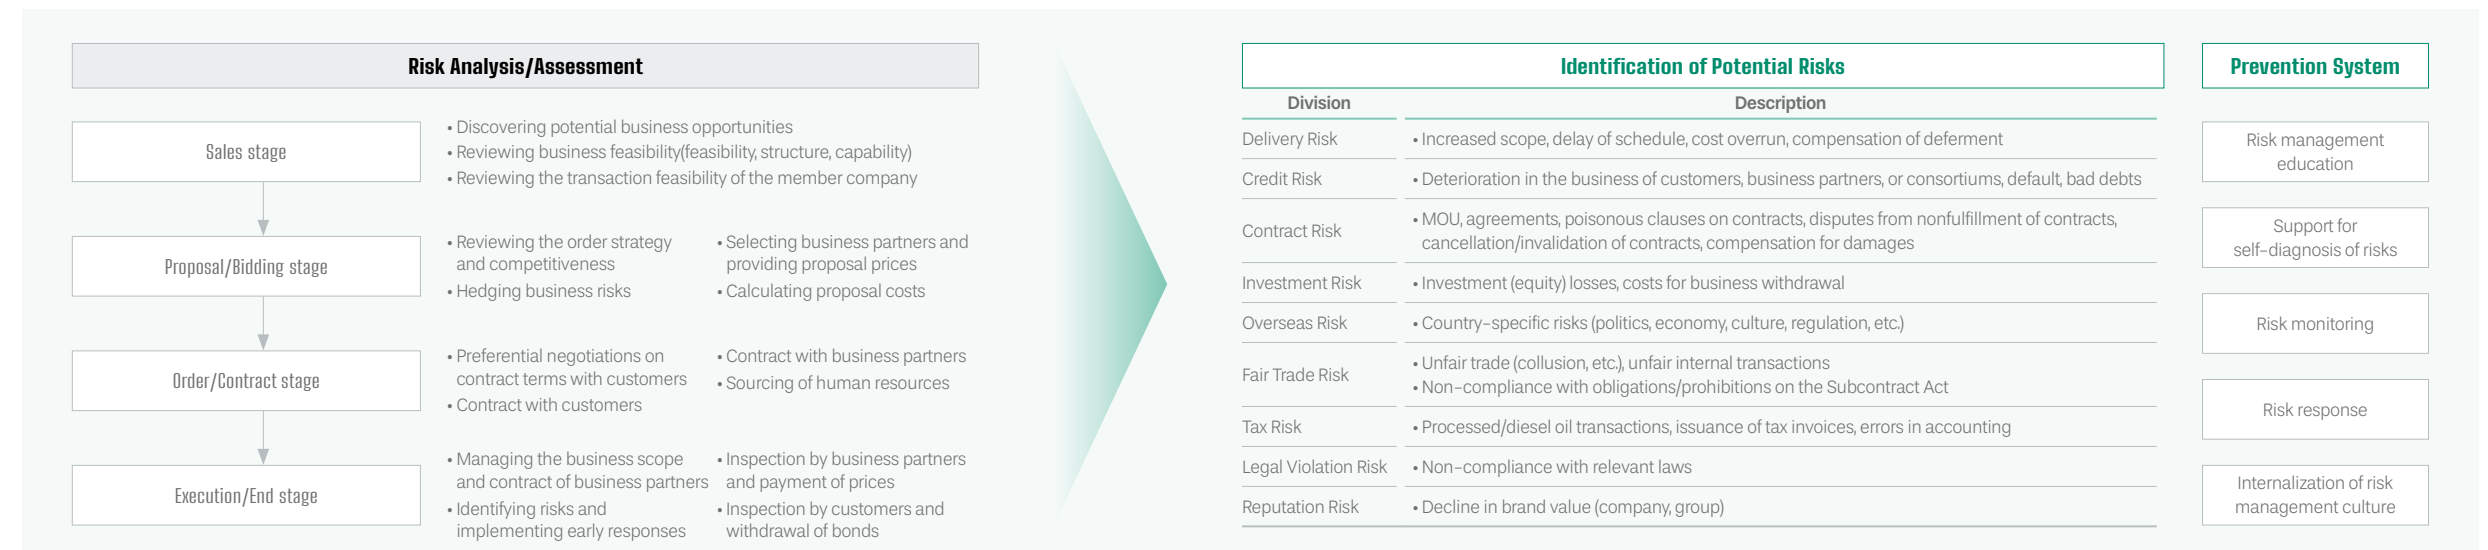 Risk Analysis/Assessment
Sales stage
• Discovering potential business opportunities
• Reviewing business feasibility(feasibility, structure, capability)
• Reviewing the transaction feasibility of the member company
Proposal/Bidding stage
• Reviewing the order strategy
and competitiveness
• Hedging business risks
• Selecting business partners and
providing proposal prices
• Calculating proposal costs
Order/Contract stage
• Preferential negotiations on
contract terms with customers
• Contract with customers
• Contract with business partners
• Sourcing of human resources
Execution/End stage
• Managing the business scope
and contract of business partners
• Identifying risks and
implementing early responses
• Inspection by business partners
and payment of prices
• Inspection by customers and
withdrawal of bonds
Identification of Potential Risks
Division
Description
Delivery Risk
• Increased scope, delay of schedule, cost overrun, compensation of deferment
Credit Risk
• Deterioration in the business of customers, business partners, or consortiums, default, bad debts
Contract Risk
• MOU, agreements, poisonous clauses on contracts, disputes from nonfulfillment of contracts,
cancellation/invalidation of contracts, compensation for damages
Investment Risk
• Investment (equity) losses, costs for business withdrawal
Overseas Risk
• Country-specific risks (politics, economy, culture, regulation, etc.)
Fair Trade Risk
• Unfair trade (collusion, etc.), unfair internal transactions
• Non-compliance with obligations/prohibitions on the Subcontract Act
Tax Risk
• Processed/diesel oil transactions, issuance of tax invoices, errors in accounting
Legal Violation Risk
• Non-compliance with relevant laws
Reputation Risk
• Decline in brand value (company, group)
Prevention System
Risk management
education
Support for
self-diagnosis of risks
Risk monitoring
Risk response
Internalization of risk
management culture